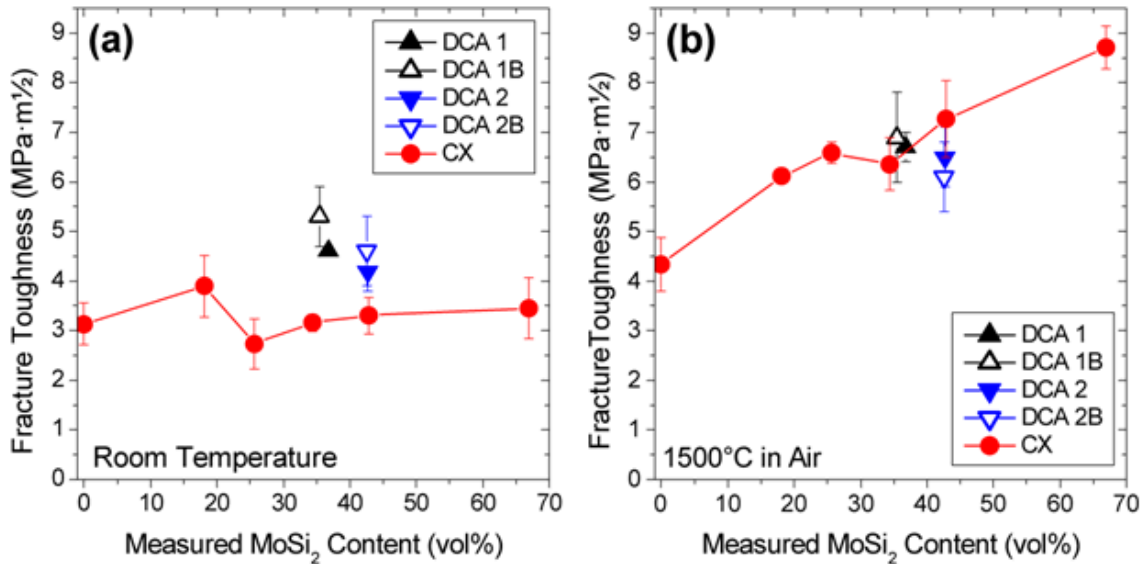 (a)
DCA 1
DCA 1B
DCA 2
DCA 2B
CX
9
8
7
6
5
4
3
2
1
0
Fracture Toughness (MPa·m½)
Room Temperature
0 10 20 30 40 50 60 70
Measured MoSi₂ Content (vol%)
(b)
9
8
7
6
5
4
3
2
1
0
FractureToughness (MPa·m½)
DCA 1
DCA 1B
DCA 2
DCA 2B
CX
1500°C in Air
0 10 20 30 40 50 60 70
Measured MoSi₂ Content (vol%)